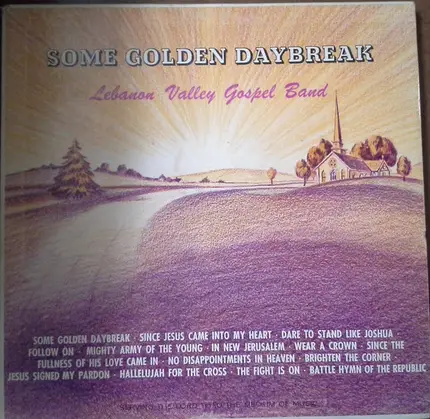 SOME GOLDEN DAYBREAK
Lebanon Valley Gospel Band
SOME GOLDEN DAYBREAK · SINCE JESUS CAME INTO MY HEART · DARE TO STAND LIKE JOSHUA ·
FOLLOW ON · MIGHTY ARMY OF THE YOUNG · IN NEW JERUSALEM · WEAR A CROWN · SINCE THE
FULLNESS OF HIS LOVE CAME IN · NO DISAPPOINTMENTS IN HEAVEN · BRIGHTEN THE CORNER
JESUS SIGNED MY PARDON · HALLELUJAH FOR THE CROSS · THE FIGHT IS ON · BATTLE HYMN OF THE REPUBLIC